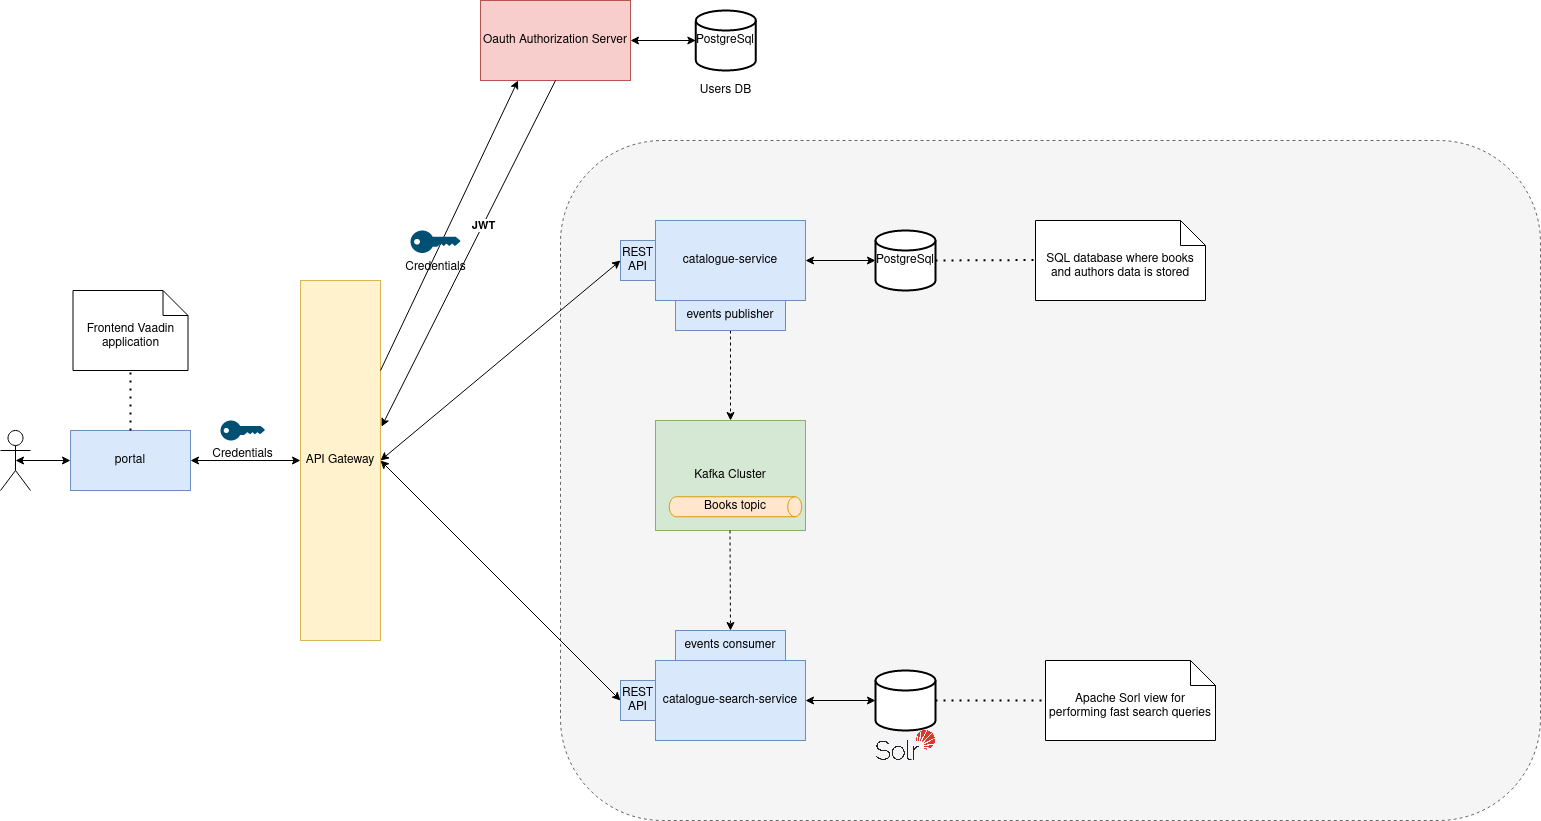 Oauth Authorization Server
PostgreSql
Users DB
JWT
Credentials
REST
API
catalogue-service
events publisher
PostgreSql
SQL database where books
and authors data is stored
Frontend Vaadin
application
portal
Credentials
API Gateway
Kafka Cluster
Books topic
events consumer
REST
API
catalogue-search-service
Solr
Apache Sorl view for
performing fast search queries